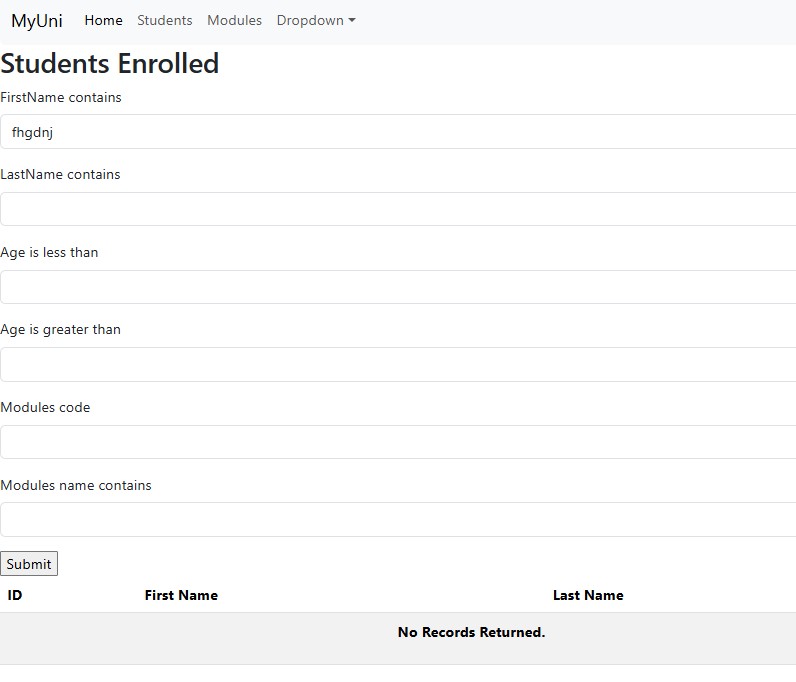 MyUni Home Students Modules Dropdown
Students Enrolled
FirstName contains
fhgdnj
LastName contains
Age is less than
Age is greater than
Modules code
Modules name contains
Submit
ID First Name Last Name
No Records Returned.